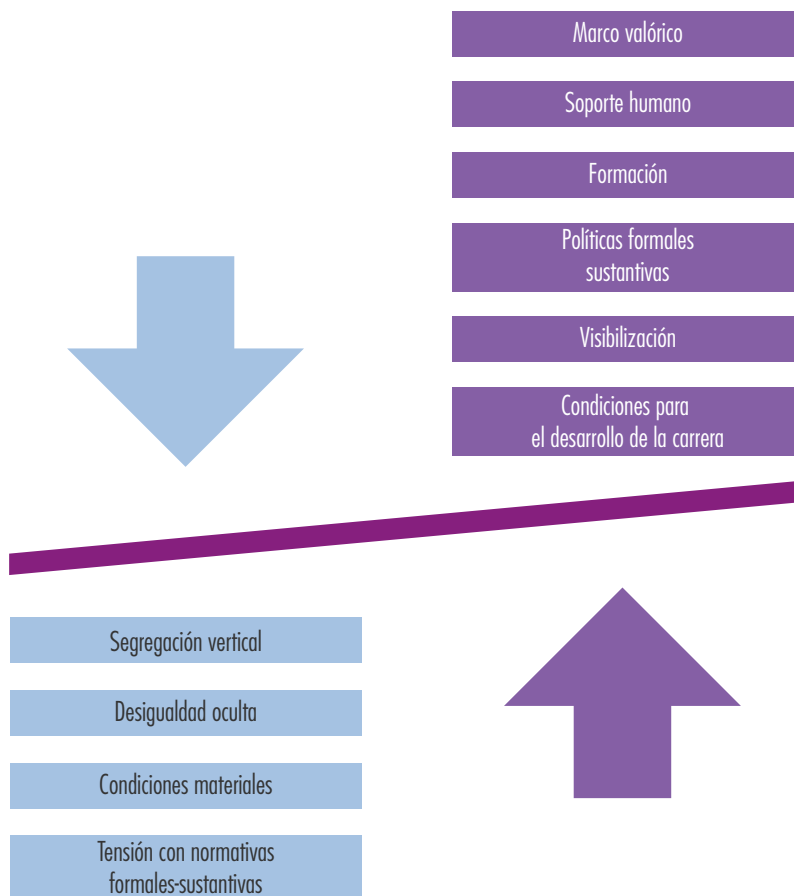 Marco valórico
Soporte humano
Formación
Políticas formales
sustantivas
Visibilización
Condiciones para
el desarrollo de la carrera
Segregación vertical
Desigualdad oculta
Condiciones materiales
Tensión con normativas
formales-sustantivas